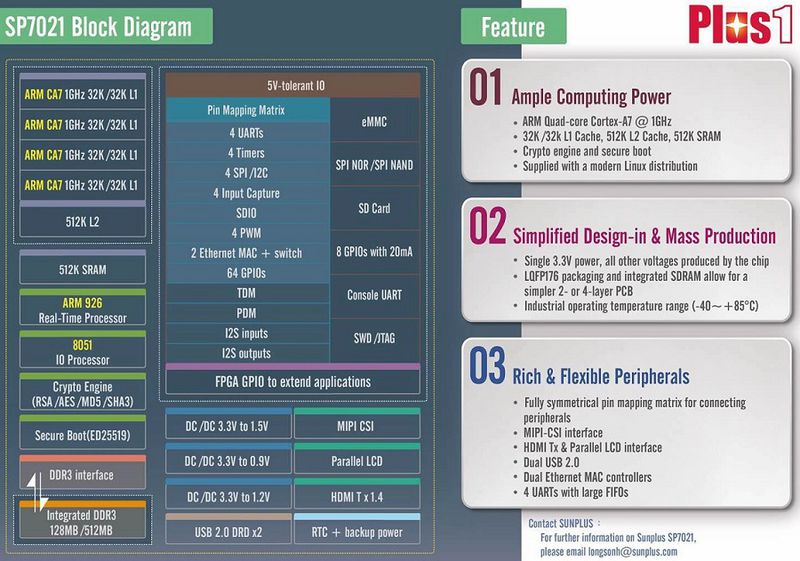 SP7021 Block Diagram
ARM CA7 1GHz 32K /32K L1
ARM CA7 1GHz 32K /32K L1
ARM CA7 1GHz 32K /32K L1
ARM CA7 1GHz 32K /32K L1
512K L2
512K SRAM
ARM 926
Real-Time Processor
8051
IO Processor
Crypto Engine
(RSA /AES /MD5 /SHA3)
Secure Boot(ED25519)
DDR3 interface
Integrated DDR3
128MB /512MB
5V-tolerant IO
Pin Mapping Matrix
4 UARTs
4 Timers
4 SPI /I2C
4 Input Capture
SDIO
4 PWM
2 Ethernet MAC + switch
64 GPIOs
TDM
PDM
I2S inputs
I2S outputs
eMMC
SPI NOR /SPI NAND
SD Card
8 GPIOs with 20mA
Console UART
SWD /JTAG
FPGA GPIO to extend applications
DC /DC 3.3V to 1.5V
MIPI CSI
DC /DC 3.3V to 0.9V
Parallel LCD
DC /DC 3.3V to 1.2V
HDMI T x 1.4
USB 2.0 DRD x2
RTC + backup power
Feature
Plus1
01 Ample Computing Power
• ARM Quad-core Cortex-A7 @ 1GHz
• 32K /32k L1 Cache, 512K L2 Cache, 512K SRAM
• Crypto engine and secure boot
• Supplied with a modern Linux distribution
02 Simplified Design-in & Mass Production
• Single 3.3V power, all other voltages produced by the chip
• LQFP176 packaging and integrated SDRAM allow for a
simpler 2- or 4-layer PCB
• Industrial operating temperature range (-40~+85°C)
03 Rich & Flexible Peripherals
• Fully symmetrical pin mapping matrix for connecting
peripherals
• MIPI-CSI interface
• HDMI Tx & Parallel LCD interface
• Dual USB 2.0
• Dual Ethernet MAC controllers
• 4 UARTs with large FIFOs
Contact SUNPLUS :
For further information on Sunplus SP7021,
please email longsonh@sunplus.com